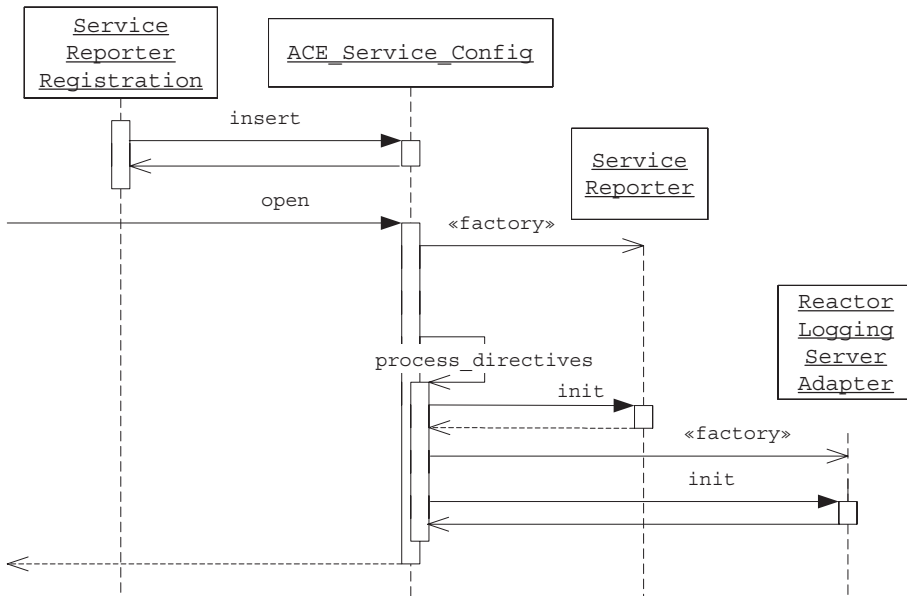 Service
Reporter
Registration
ACE_Service_Config
insert
Service
Reporter
open
«factory»
Reactor
Logging
Server
Adapter
process_directives
init
«factory»
init